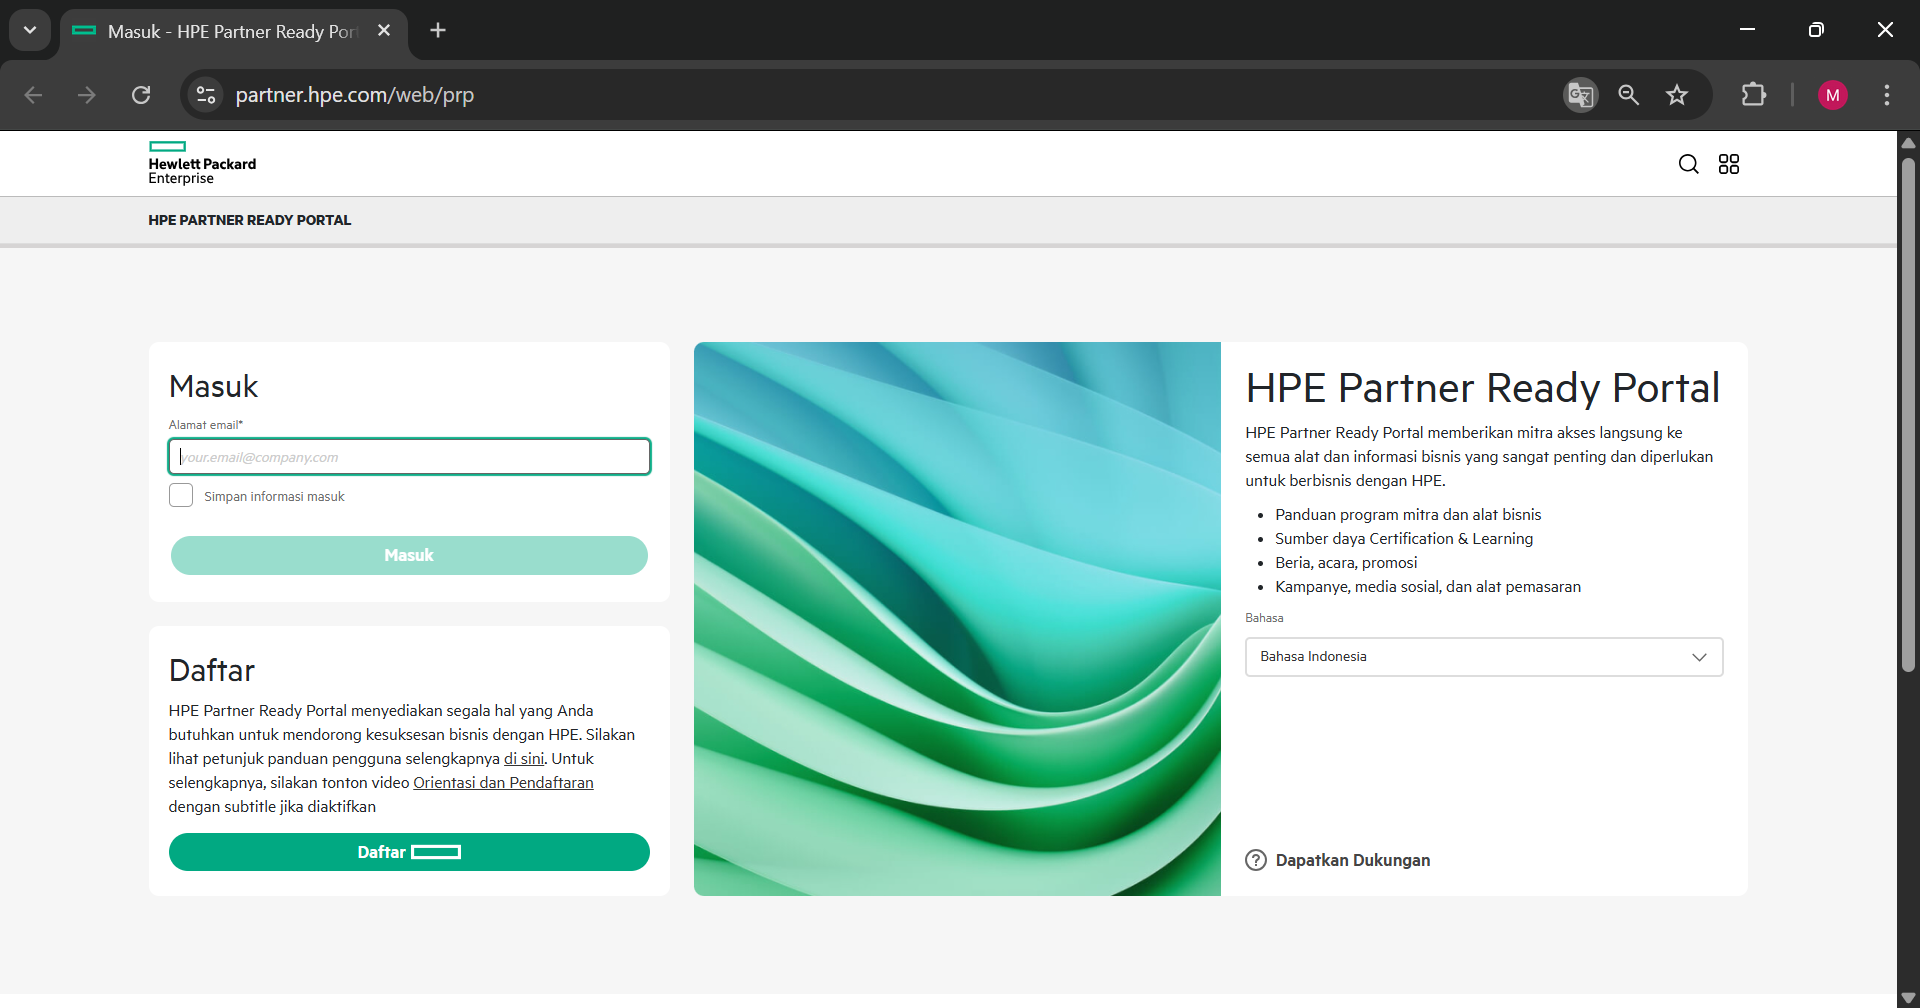 Masuk - HPE Partner Ready Por
partner.hpe.com/web/prp
M
Hewlett Packard
Enterprise
HPE PARTNER READY PORTAL
Masuk
Alamat email*
your.email@company.com
Simpan informasi masuk
Masuk
Daftar
HPE Partner Ready Portal menyediakan segala hal yang Anda
butuhkan untuk mendorong kesuksesan bisnis dengan HPE. Silakan
lihat petunjuk panduan pengguna selengkapnya di sini. Untuk
selengkapnya, silakan tonton video Orientasi dan Pendaftaran
dengan subtitle jika diaktifkan
Daftar
HPE Partner Ready Portal
HPE Partner Ready Portal memberikan mitra akses langsung ke
semua alat dan informasi bisnis yang sangat penting dan diperlukan
untuk berbisnis dengan HPE.
• Panduan program mitra dan alat bisnis
• Sumber daya Certification & Learning
• Beria, acara, promosi
• Kampanye, media sosial, dan alat pemasaran
Bahasa
Bahasa Indonesia
Dapatkan Dukungan